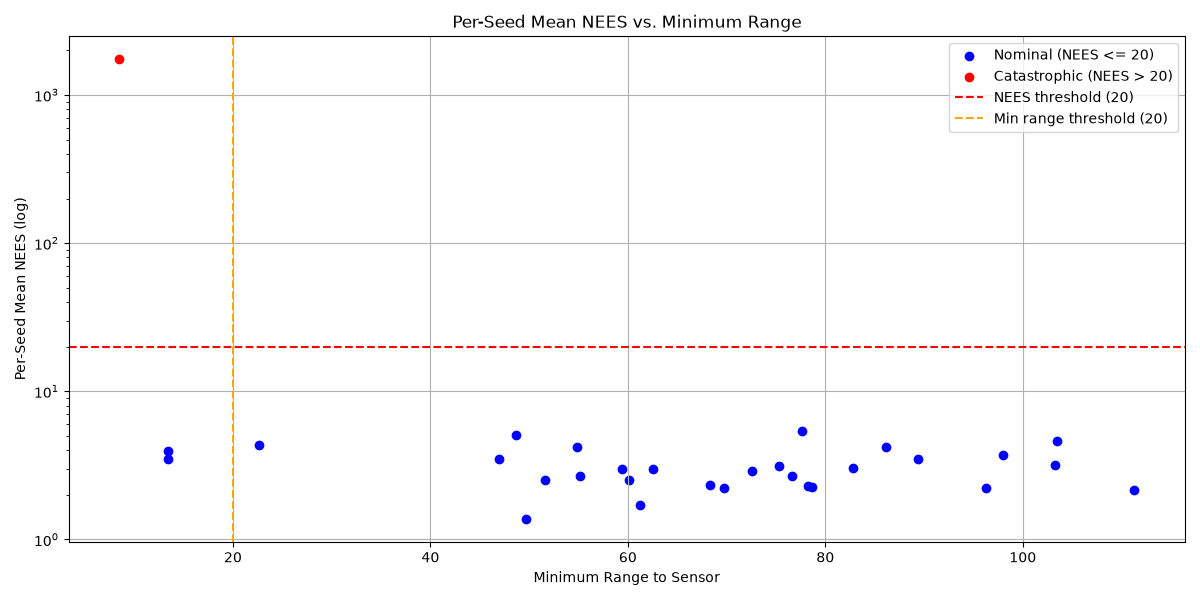 Per-Seed Mean NEES vs. Minimum Range
Nominal (NEES <= 20)
Catastrophic (NEES > 20)
NEES threshold (20)
Min range threshold (20)
Per-Seed Mean NEES (log)
10³
10²
10¹
10⁰
20 40 60 80 100
Minimum Range to Sensor